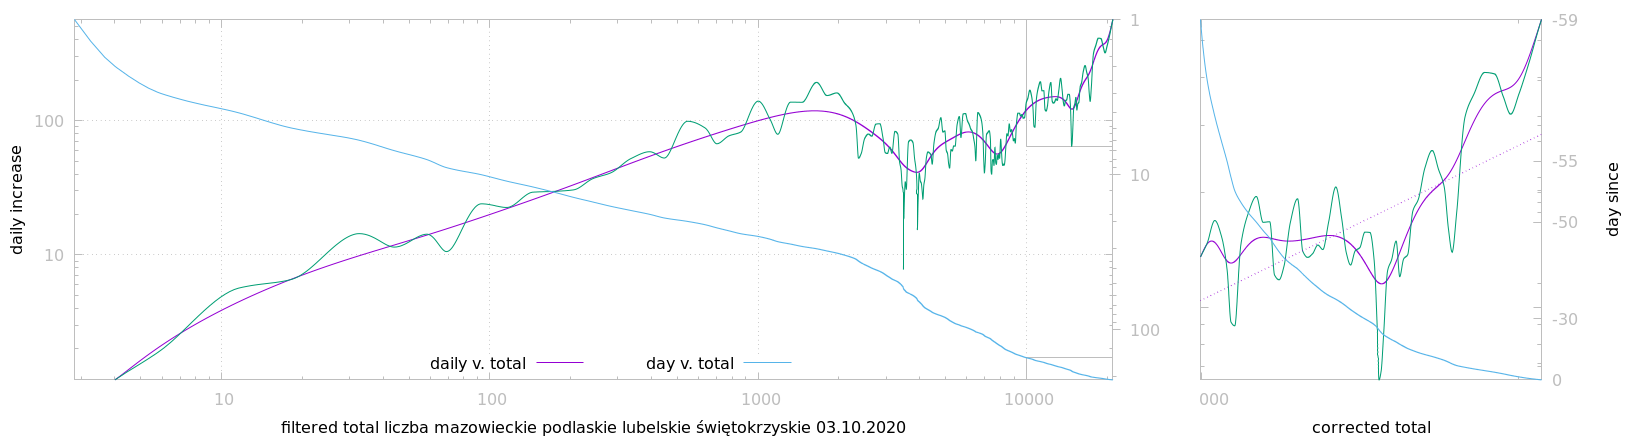 1
-59
100
10
-55
-50
10
100
-30
daily v. total
day v. total
0
10
100
1000
10000
000
daily increase
day since
filtered total liczba mazowieckie podlaskie lubelskie świętokrzyskie 03.10.2020
corrected total